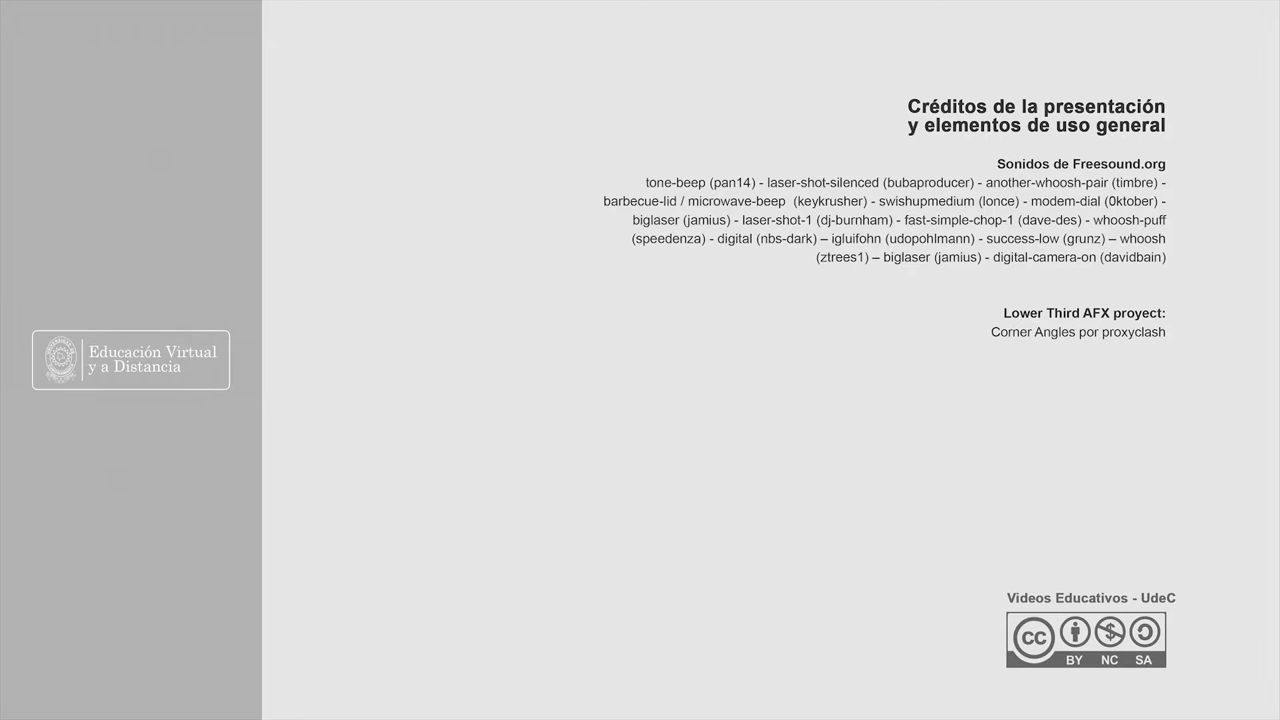 Créditos de la presentación
y elementos de uso general
Sonidos de Freesound.org
tone-beep (pan14) - laser-shot-silenced (bubaproducer) - another-whoosh-pair (timbre) -
barbecue-lid / microwave-beep  (keykrusher) - swishupmedium (lonce) - modem-dial (0ktober) -
biglaser (jamius) - laser-shot-1 (dj-burnham) - fast-simple-chop-1 (dave-des) - whoosh-puff
(speedenza) - digital (nbs-dark) – igluifohn (udopohlmann) - success-low (grunz) – whoosh
(ztrees1) – biglaser (jamius) - digital-camera-on (davidbain)
Lower Third AFX proyect:
Corner Angles por proxyclash
Educación Virtual
y a Distancia
Videos Educativos - UdeC
cc
BY NC SA